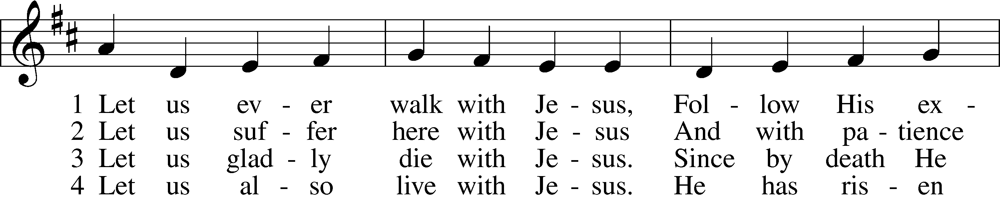 1 Let us ev - er walk with Je - sus, Fol - low His ex -
2 Let us suf - fer here with Je - sus And with pa - tience
3 Let us glad - ly die with Je - sus. Since by death He
4 Let us al - so live with Je - sus. He has ris - en